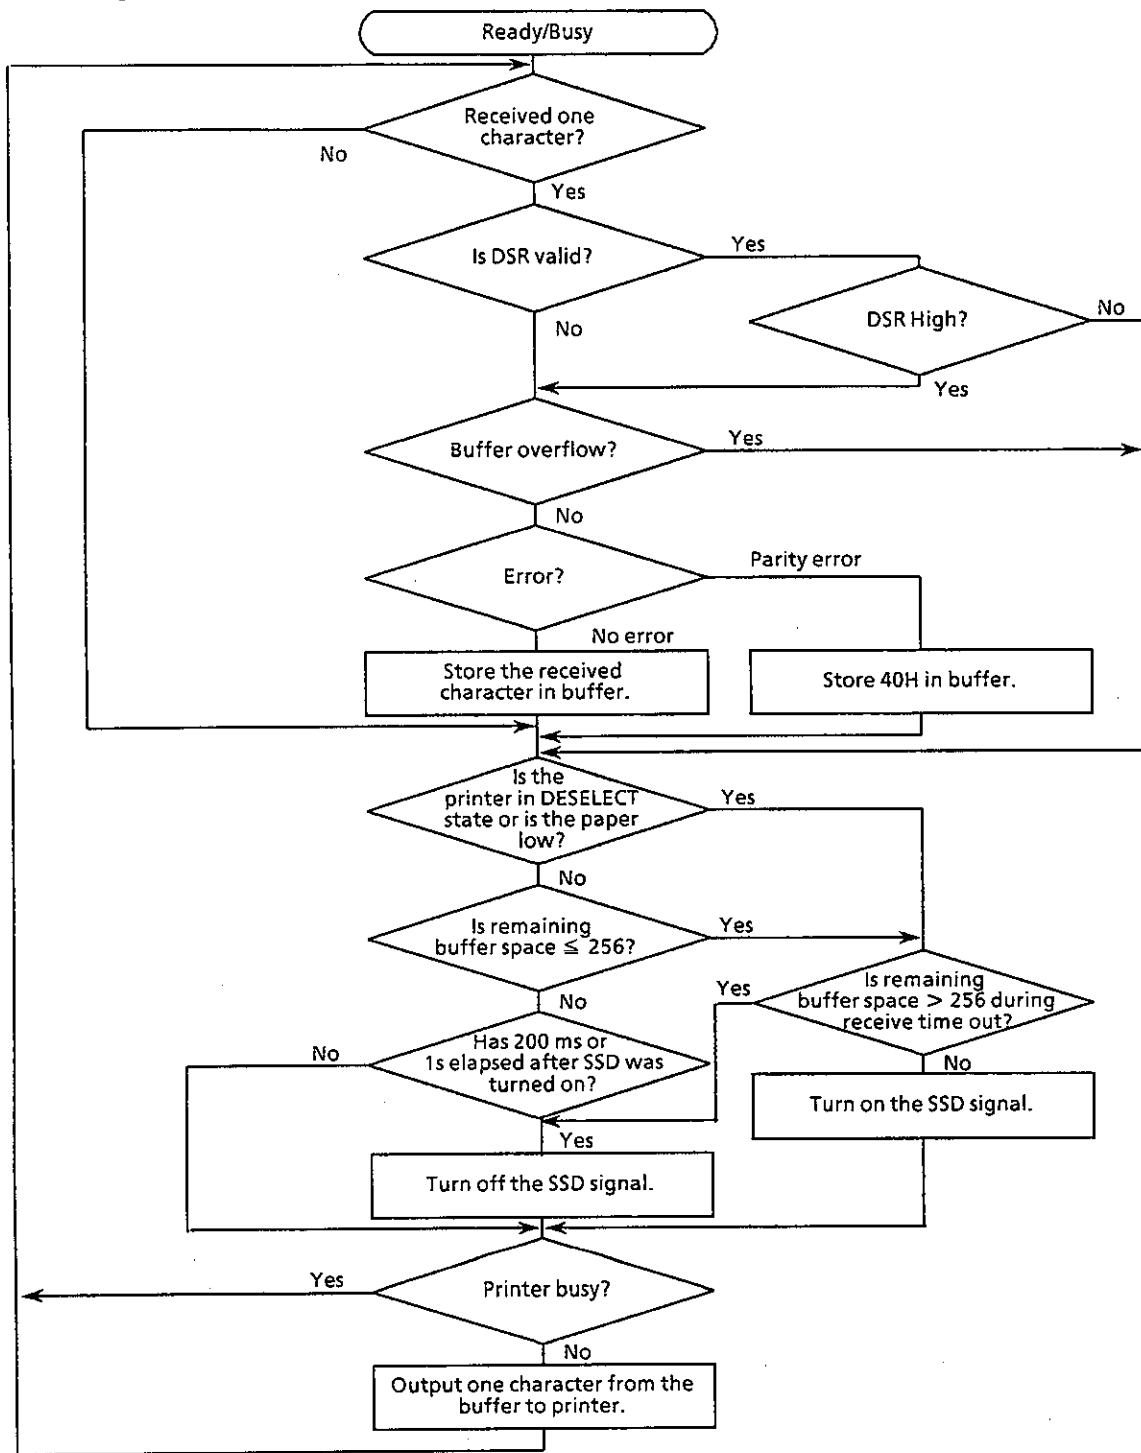 Ready/Busy
Received one
character?
No
Yes
Is DSR valid?
Yes
DSR High?
No
No
Yes
Buffer overflow?
Yes
No
Error?
Parity error
No error
Store the received
character in buffer.
Store 40H in buffer.
Is the
printer in DESELECT
state or is the paper
low?
Yes
No
Is remaining
buffer space ≦ 256?
Yes
Is remaining
buffer space > 256 during
receive time out?
Yes
No
No
Has 200 ms or
1s elapsed after SSD was
turned on?
No
Turn on the SSD signal.
Yes
Turn off the SSD signal.
Printer busy?
Yes
No
Output one character from the
buffer to printer.